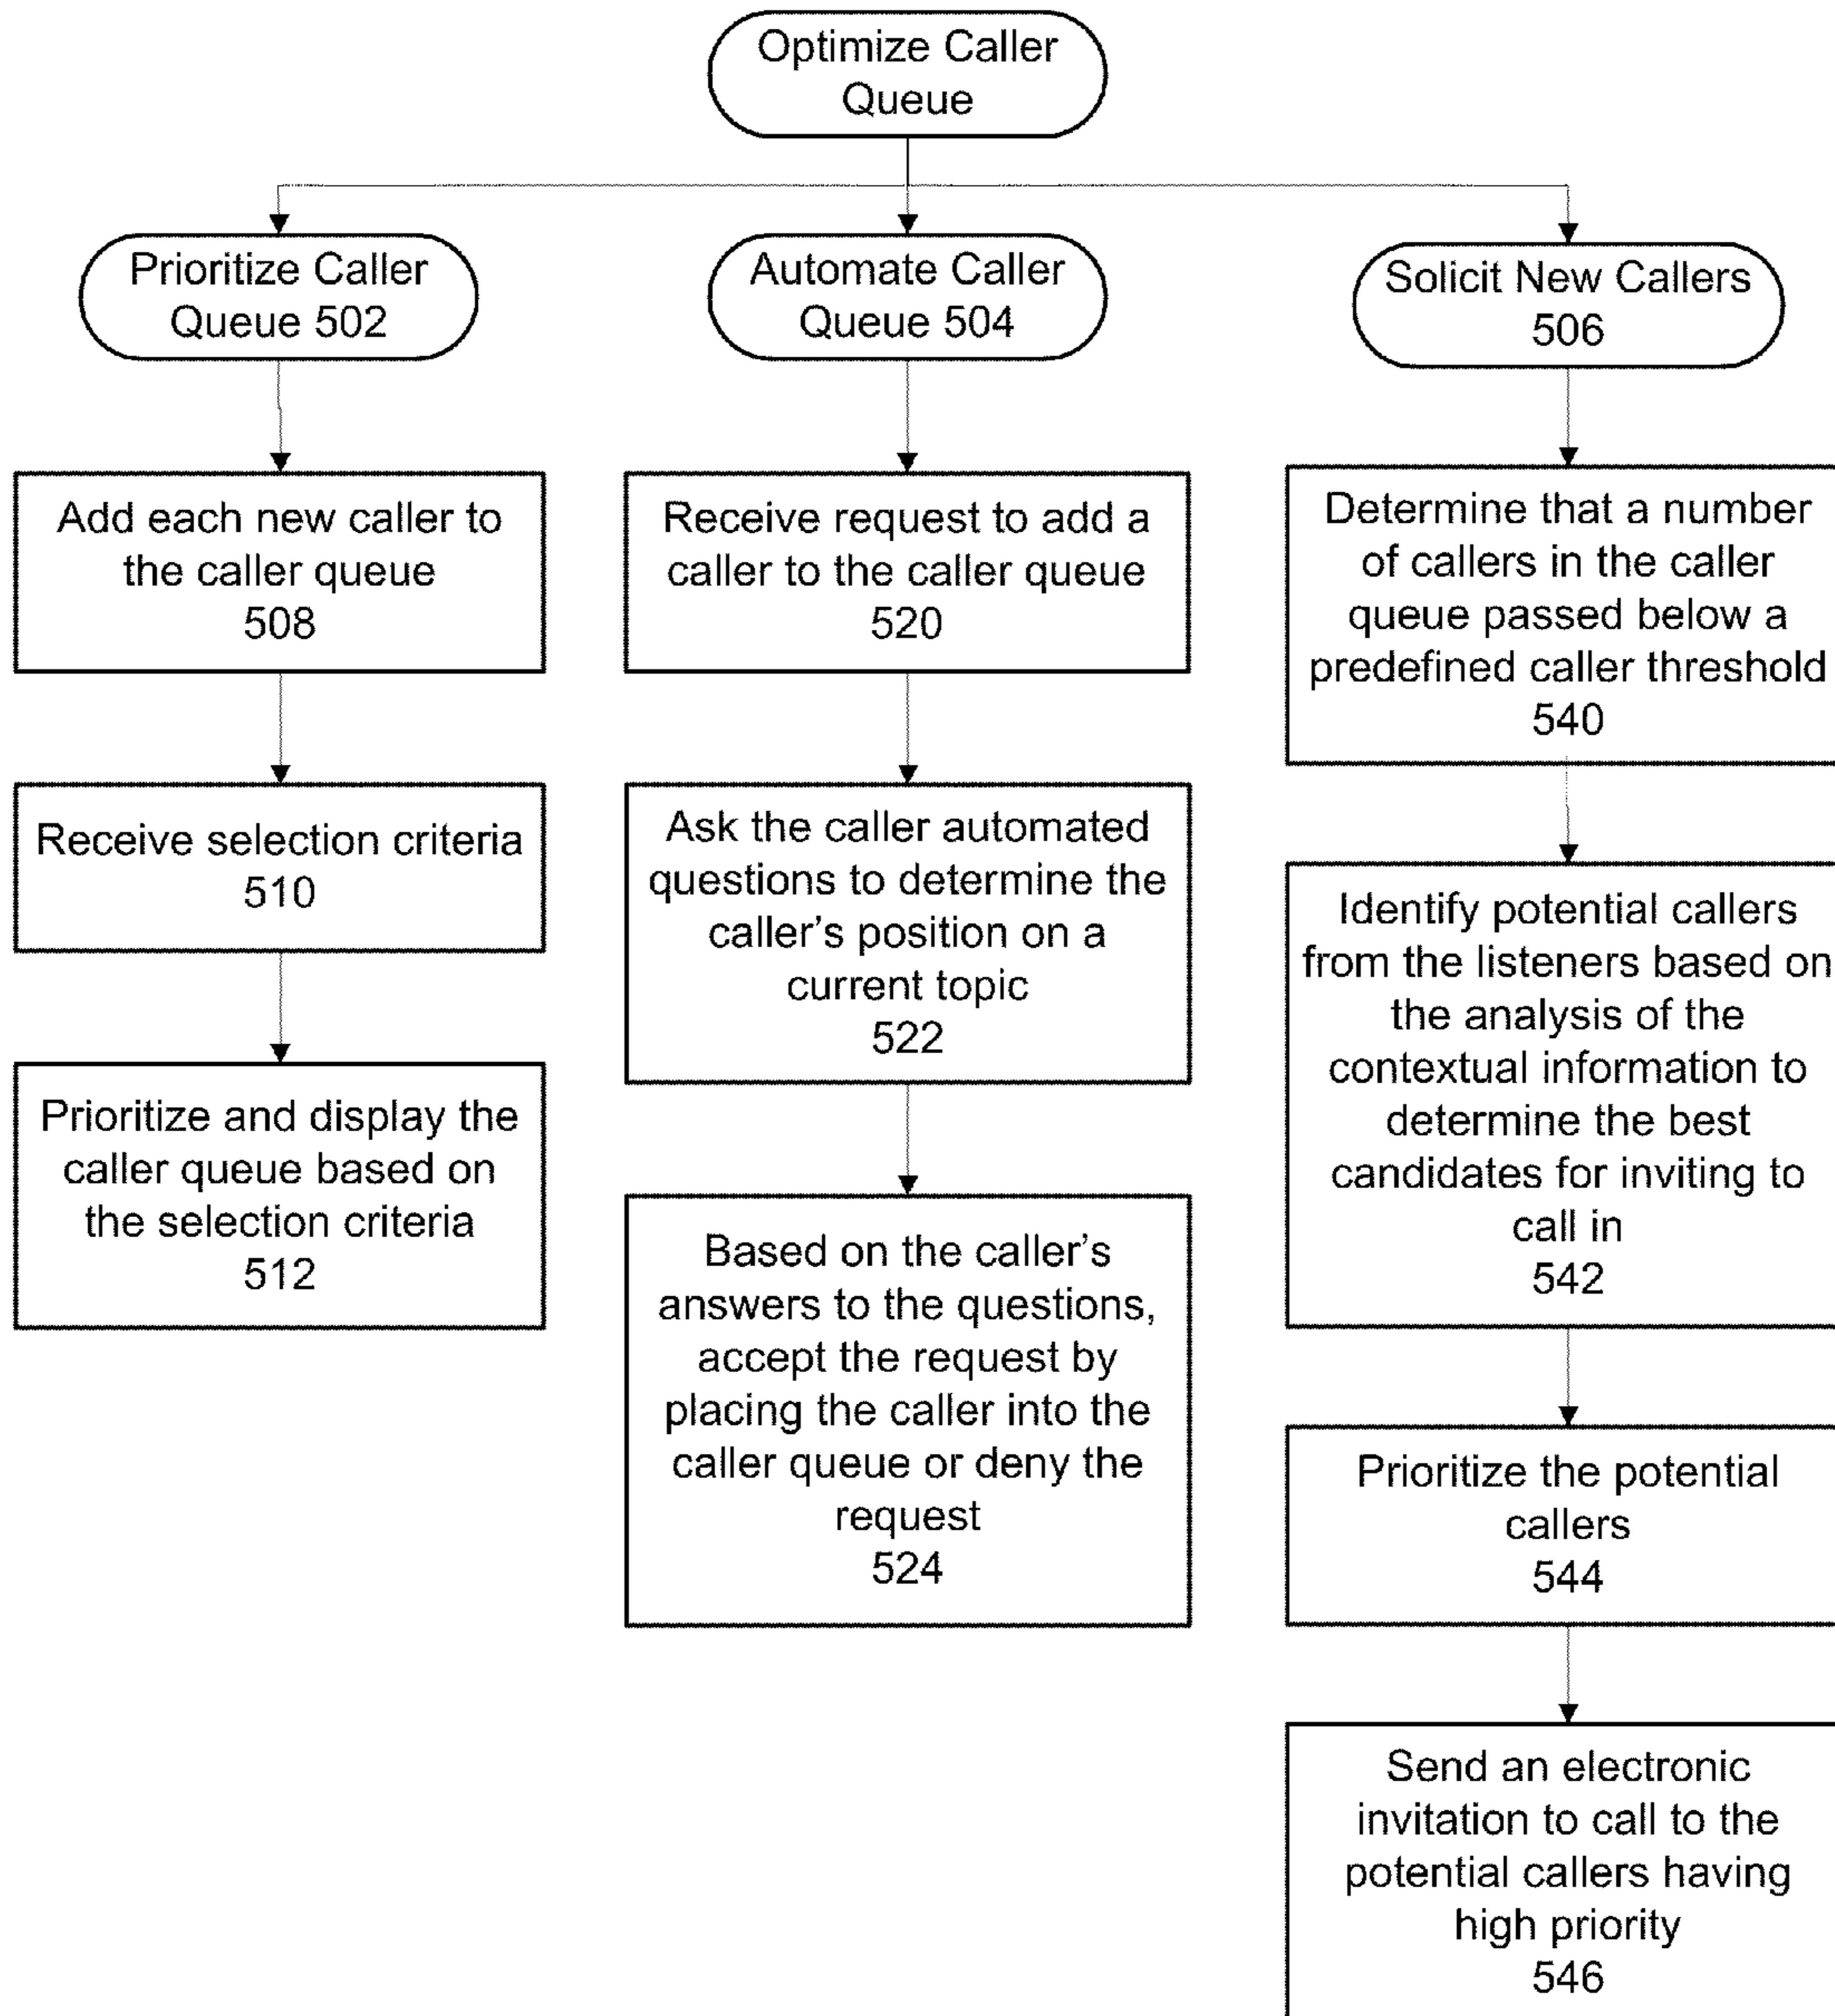 Optimize Caller
Queue
Prioritize Caller
Queue 502
Add each new caller to
the caller queue
508
Receive selection criteria
510
Prioritize and display the
caller queue based on
the selection criteria
512
Automate Caller
Queue 504
Receive request to add a
caller to the caller queue
520
Ask the caller automated
questions to determine the
caller's position on a
current topic
522
Based on the caller's
answers to the questions,
accept the request by
placing the caller into the
caller queue or deny the
request
524
Solicit New Callers
506
Determine that a number
of callers in the caller
queue passed below a
predefined caller threshold
540
Identify potential callers
from the listeners based on
the analysis of the
contextual information to
determine the best
candidates for inviting to
call in
542
Prioritize the potential
callers
544
Send an electronic
invitation to call to the
potential callers having
high priority
546